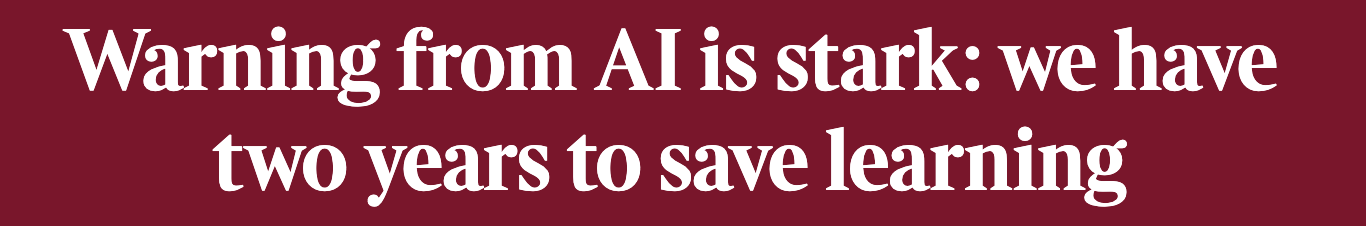 Warning from AI is stark: we have
two years to save learning